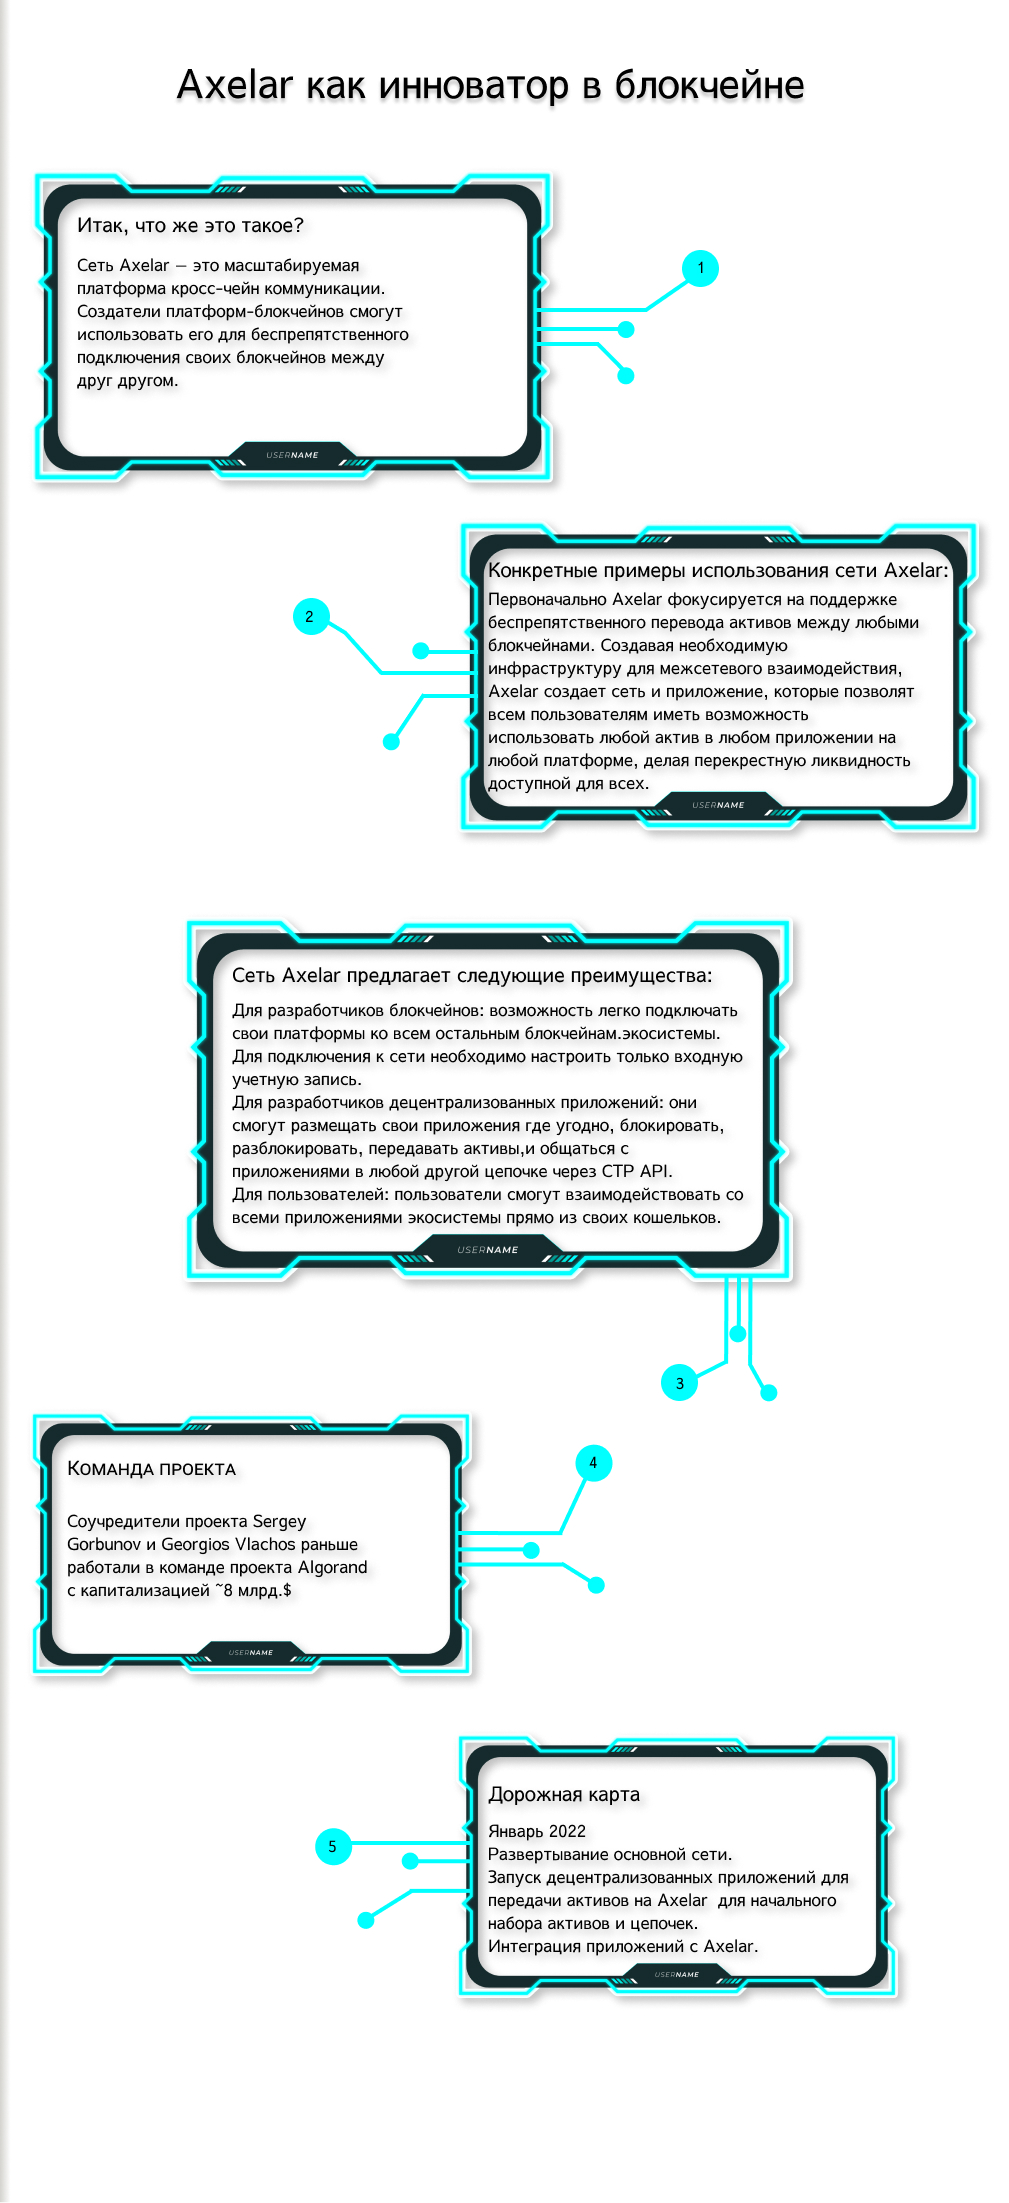 Axelar как инноватор в блокчейне
Итак, что же это такое?
Сеть Axelar – это масштабируемая
платформа кросс-чейн коммуникации.
Создатели платформ-блокчейнов смогут
использовать его для беспрепятственного
подключения своих блокчейнов между
друг другом.
USERNAME
1
Конкретные примеры использования сети Axelar:
Первоначально Axelar фокусируется на поддержке
беспрепятственного перевода активов между любыми
блокчейнами. Создавая необходимую
инфраструктуру для межсетевого взаимодействия,
Axelar создает сеть и приложение, которые позволят
всем пользователям иметь возможность
использовать любой актив в любом приложении на
любой платформе, делая перекрестную ликвидность
доступной для всех.
USERNAME
2
Сеть Axelar предлагает следующие преимущества:
Для разработчиков блокчейнов: возможность легко подключать
свои платформы ко всем остальным блокчейнам.экосистемы.
Для подключения к сети необходимо настроить только входную
учетную запись.
Для разработчиков децентрализованных приложений: они
смогут размещать свои приложения где угодно, блокировать,
разблокировать, передавать активы,и общаться с
приложениями в любой другой цепочке через CTP API.
Для пользователей: пользователи смогут взаимодействовать со
всеми приложениями экосистемы прямо из своих кошельков.
USERNAME
3
Команда проекта
Соучредители проекта Sergey
Gorbunov и Georgios Vlachos раньше
работали в команде проекта Algorand
с капитализацией ~8 млрд.$
USERNAME
4
Дорожная карта
Январь 2022
Развертывание основной сети.
Запуск децентрализованных приложений для
передачи активов на Axelar  для начального
набора активов и цепочек.
Интеграция приложений с Axelar.
USERNAME
5